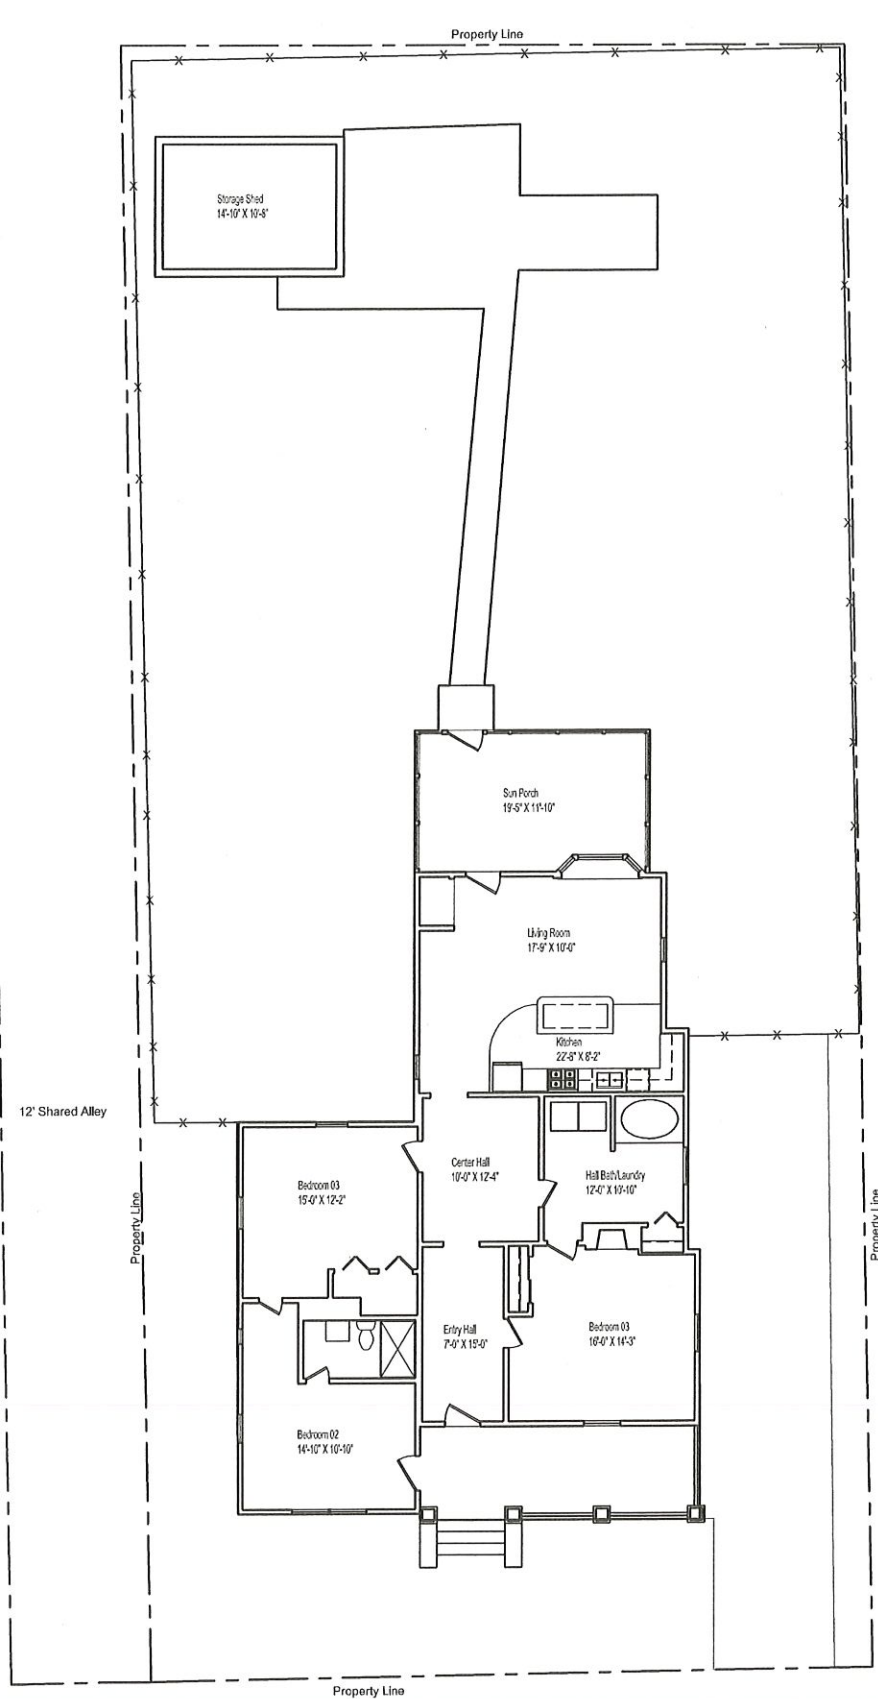 Property Line
Storage Shed
14'-10" X 10'-8"
Sun Porch
19'-5" X 11'-10"
Living Room
17'-9" X 10'-0"
Kitchen
22'-8" X 8'-2"
12' Shared Alley
Center Hall
10'-0" X 12'-4"
Hall Bath/Laundry
12'-0" X 10'-10"
Bedroom 03
15'-0" X 12'-2"
Property Line
Property Line
Entry Hall
7'-0" X 15'-0"
Bedroom 03
16'-0" X 14'-3"
Bedroom 02
14'-10" X 10'-10"
Property Line